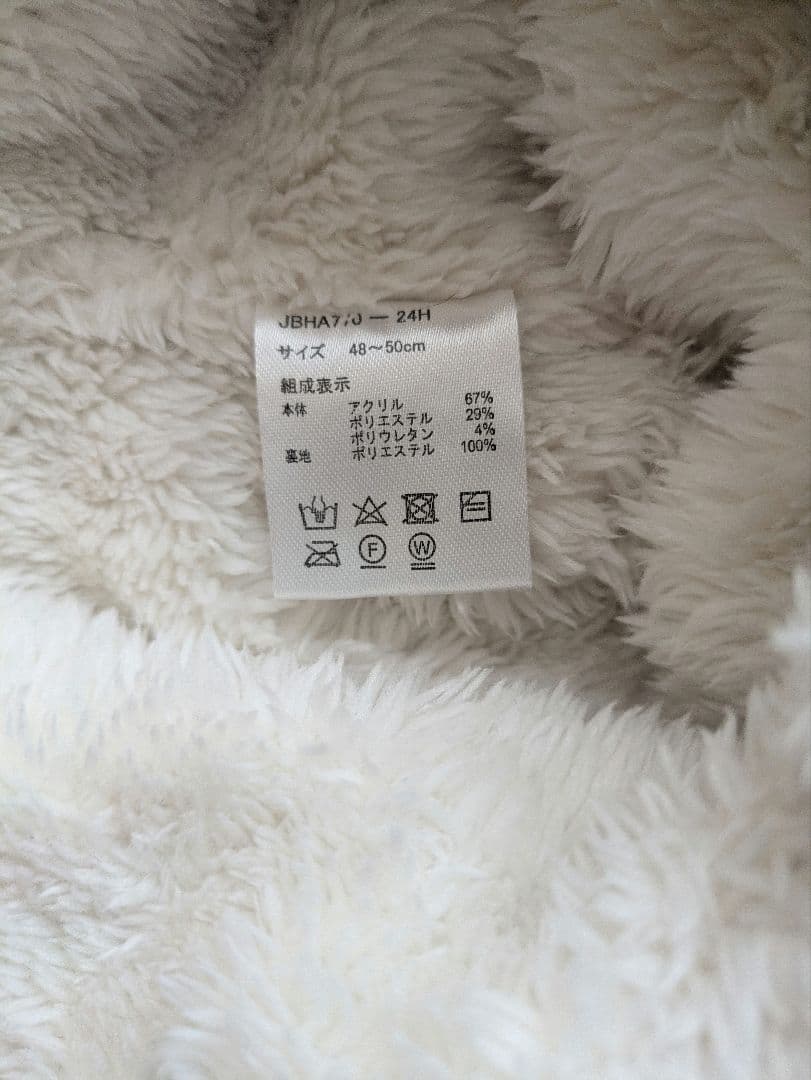 — 24H
サイズ 48～50cm
組成表示
本体 アクリル 67%
ポリエステル 29%
ポリウレタン 4%
裏地 ポリエステル 100%
F W